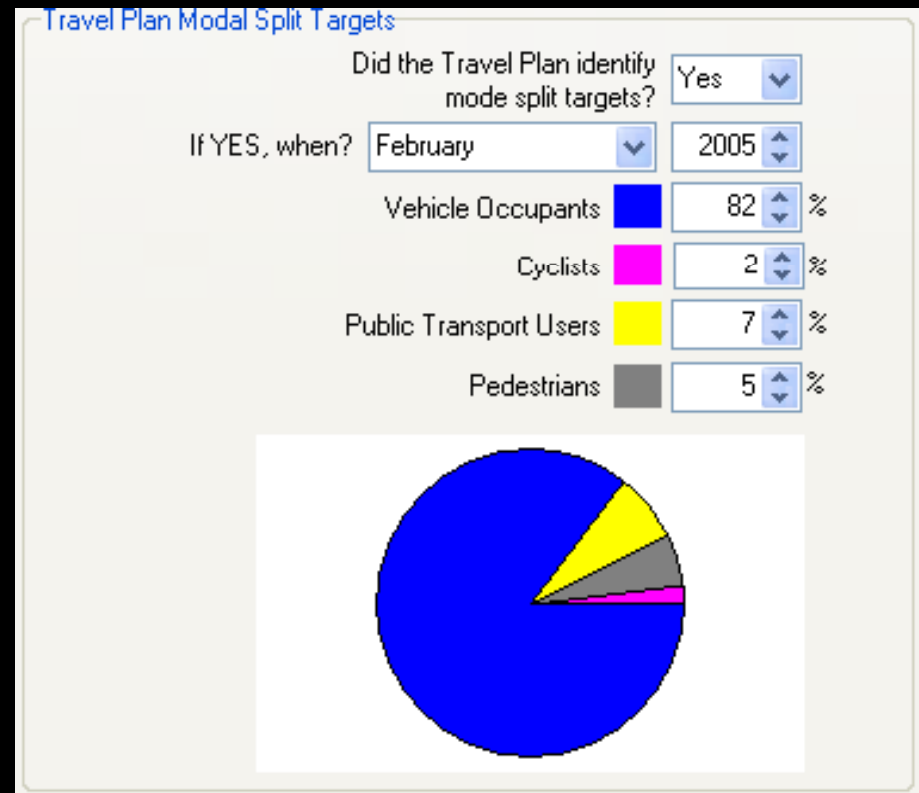 Travel Plan Modal Split Targets
Did the Travel Plan identify
mode split targets? Yes
If YES, when? February 2005
Vehicle Occupants 82 %
Cyclists 2 %
Public Transport Users 7 %
Pedestrians 5 %